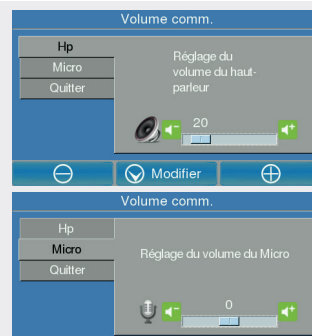 Volume comm.
Hp
Micro
Quitter
Réglage du
volume du haut-
parleur
20
Modifier
Volume comm.
Hp
Micro
Quitter
Réglage du volume du Micro
0